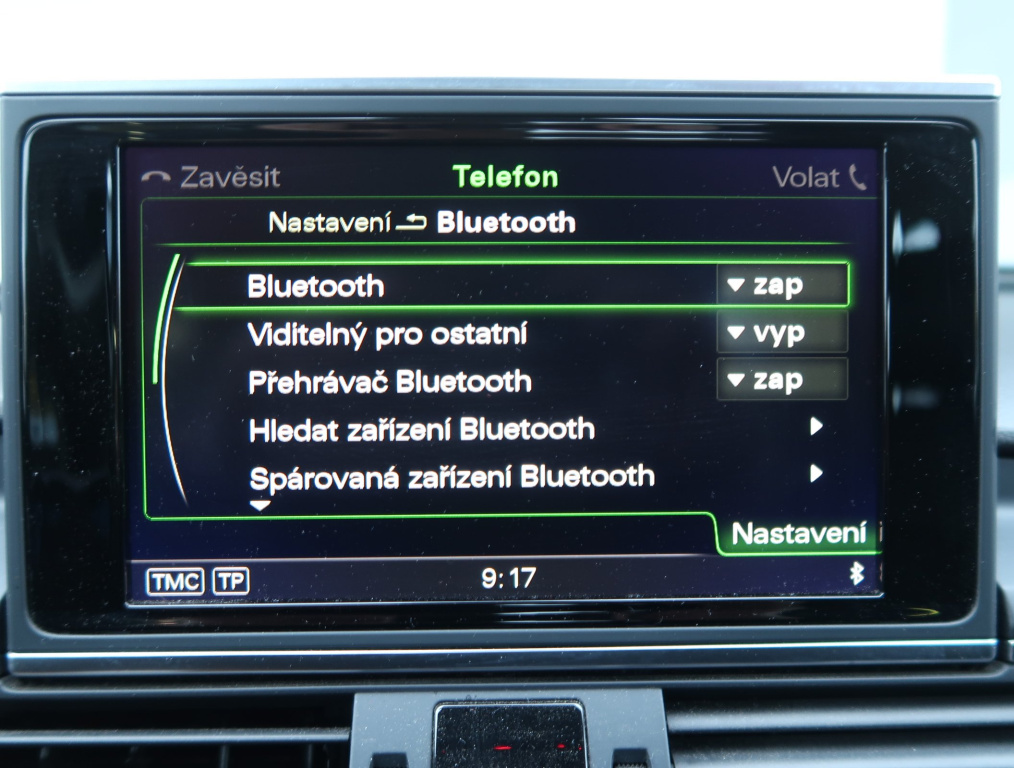 Zavěsit Telefon Volat
Nastavení Bluetooth
Bluetooth zap
Viditelný pro ostatní vyp
Přehrávač Bluetooth zap
Hledat zařízení Bluetooth
Spárovaná zařízení Bluetooth
Nastavení
TMC TP 9:17